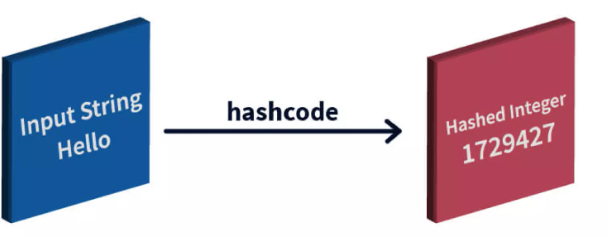 Input String
Hello
hashcode
Hashed Integer
1729427